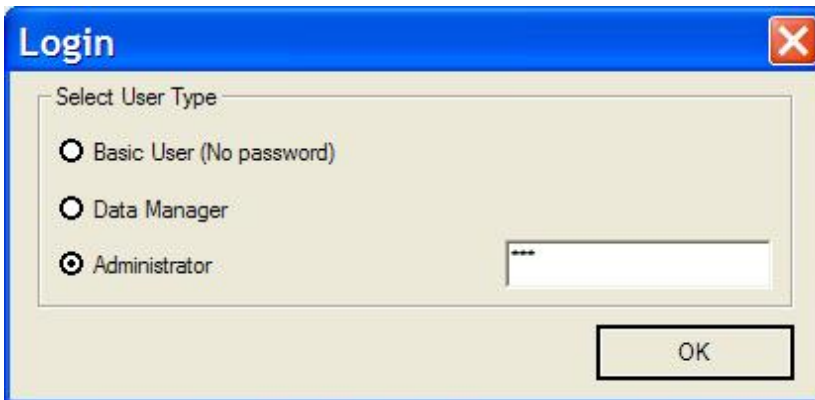 Login
Select User Type
Basic User (No password)
Data Manager
Administrator
***
OK